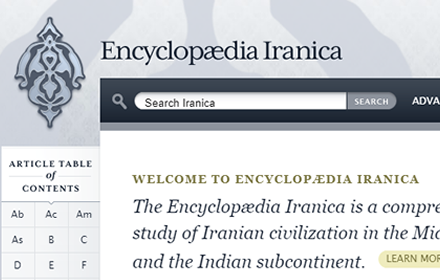 Encyclopædia Iranica
Search Iranica SEARCH ADVA
ARTICLE TABLE
of
CONTENTS
Ab Ac Am
As B C
D E F
WELCOME TO ENCYCLOPÆDIA IRANICA
The Encyclopædia Iranica is a compre
study of Iranian civilization in the Mid
and the Indian subcontinent. LEARN MOR